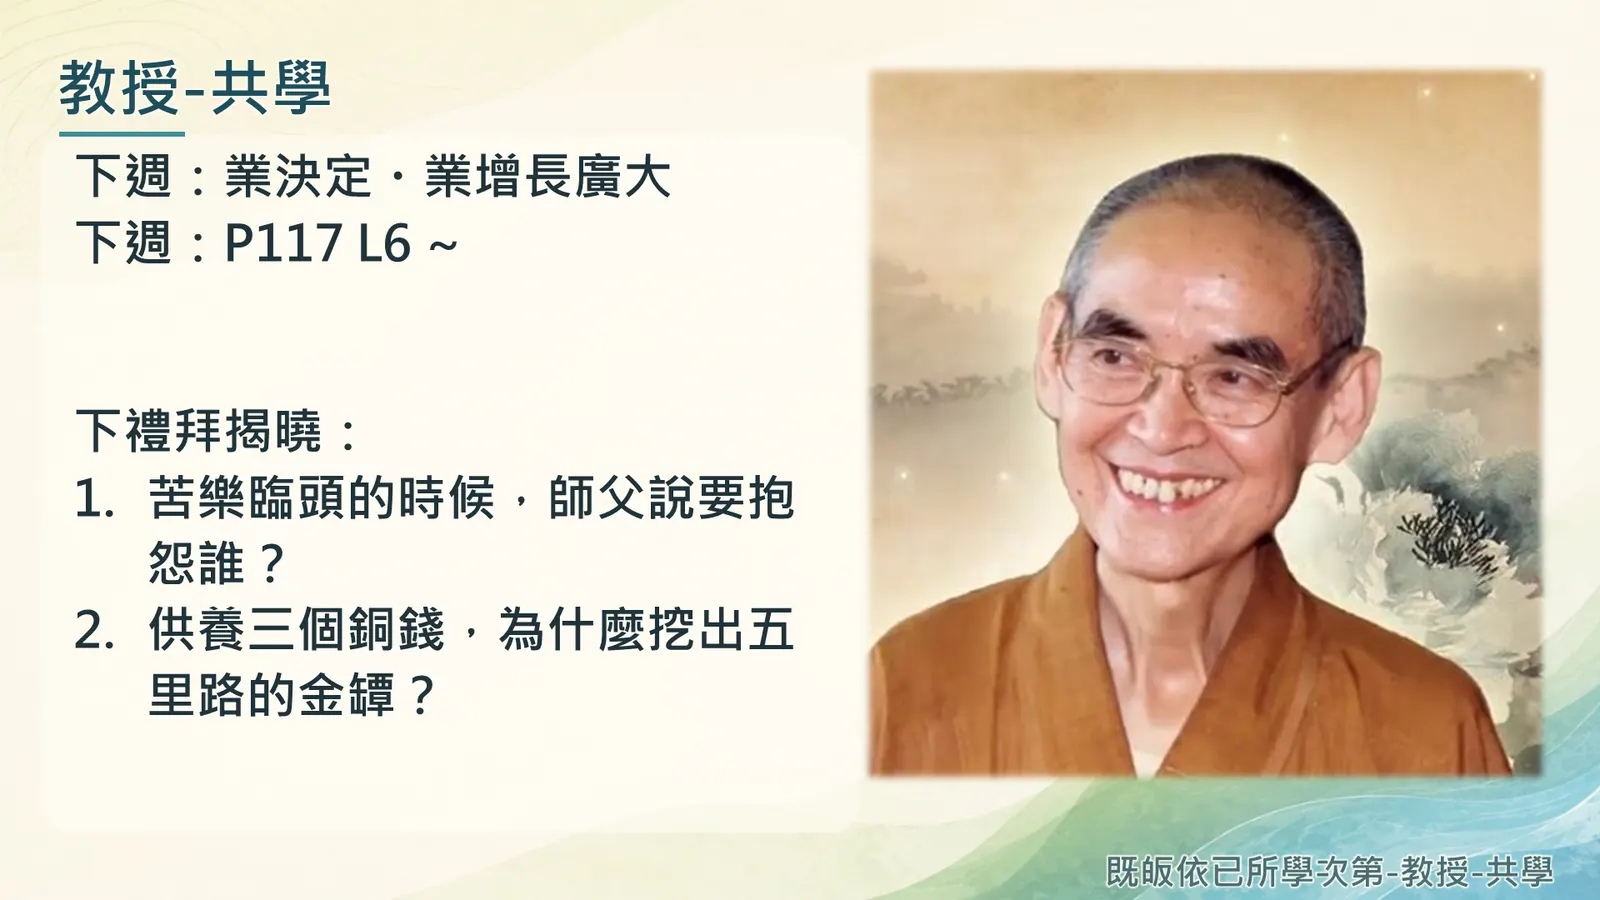 教授-共學
下週：業決定．業增長廣大
下週：P117 L6 ~
下禮拜揭曉：
1. 苦樂臨頭的時候，師父說要抱
怨誰？
2. 供養三個銅錢，為什麼挖出五
里路的金罈？
既皈依已所學次第-教授-共學